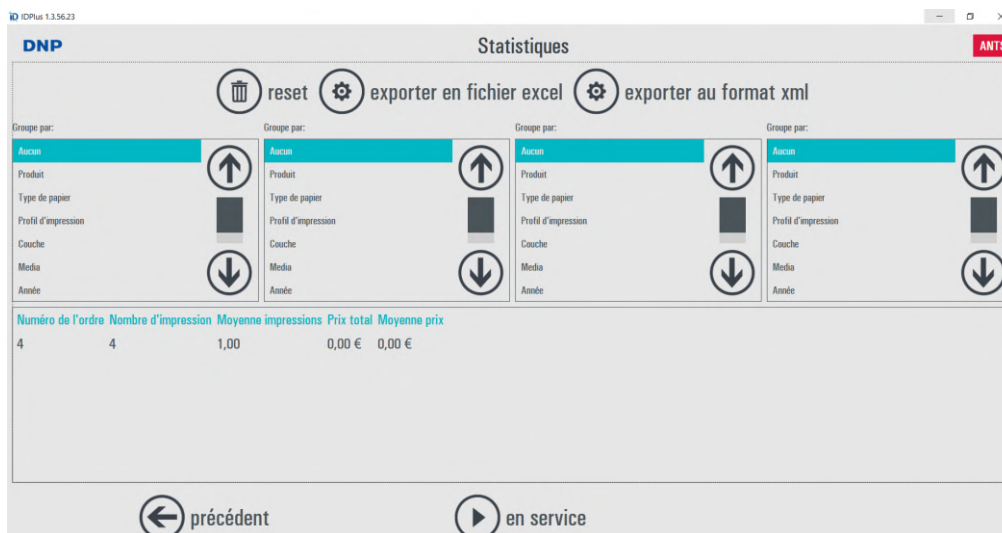 iD IDPlus 1.3.56.23
DNP Statistiques ANTS
reset exporter en fichier excel exporter au format xml
Groupe par: Groupe par: Groupe par: Groupe par:
Aucun Aucun Aucun Aucun
Produit Produit Produit Produit
Type de papier Type de papier Type de papier Type de papier
Profil d'impression Profil d'impression Profil d'impression Profil d'impression
Couche Couche Couche Couche
Media Media Media Media
Année Année Année Année
Numéro de l'ordre Nombre d'impression Moyenne impressions Prix total Moyenne prix
4 4 1,00 0,00 € 0,00 €
précédent en service